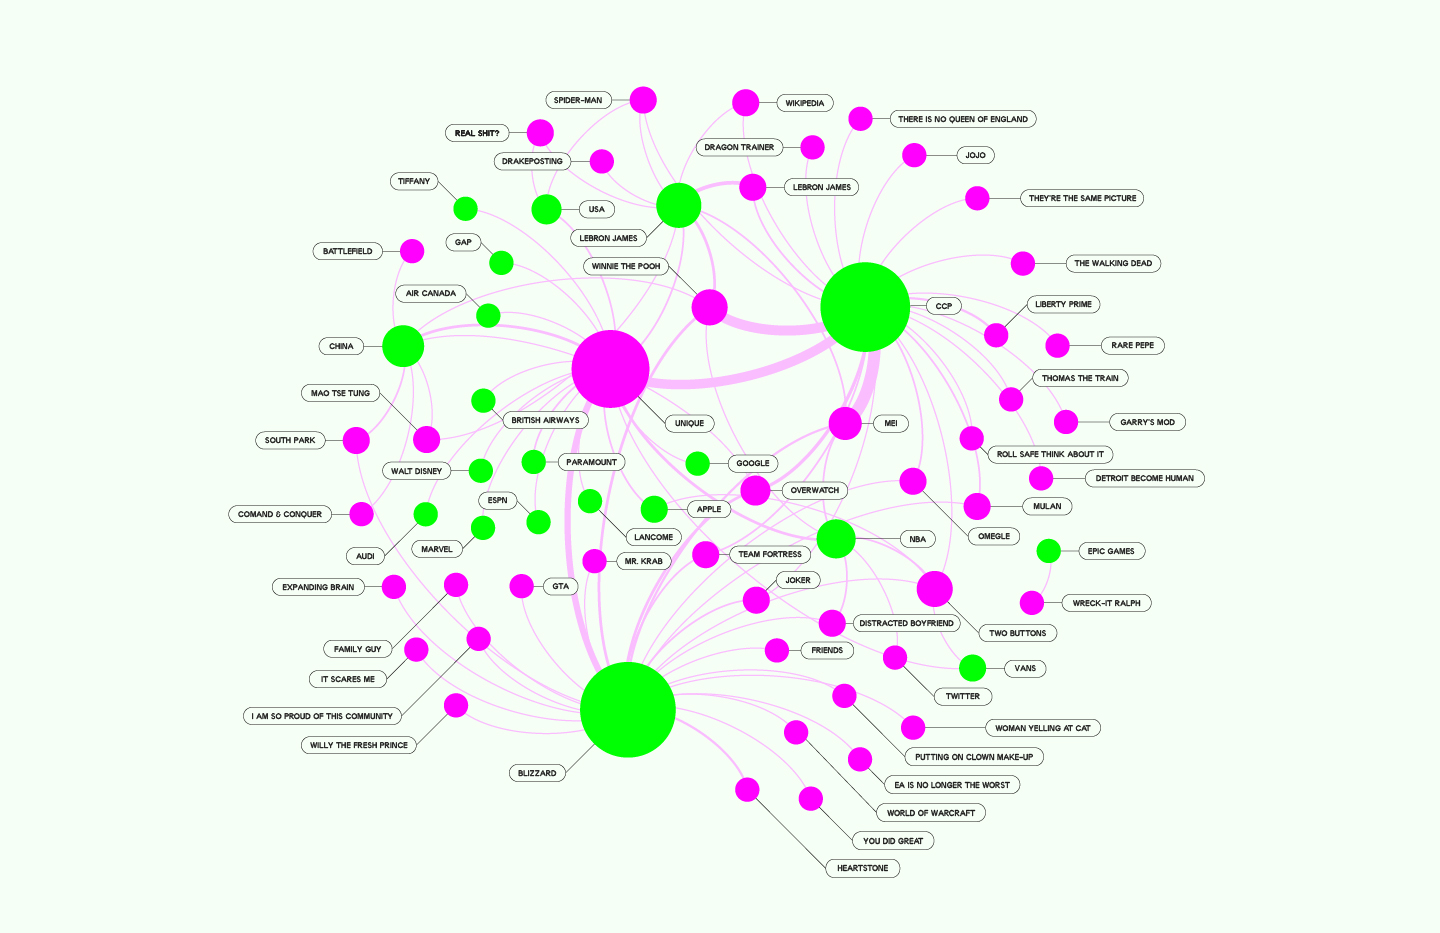 SPIDER-MAN
WIKIPEDIA
THERE IS NO QUEEN OF ENGLAND
REAL SHIT?
DRAGON TRAINER
JOJO
DRAKEPOSTING
TIFFANY
LEBRON JAMES
THEY'RE THE SAME PICTURE
USA
LEBRON JAMES
GAP
BATTLEFIELD
WINNIE THE POOH
THE WALKING DEAD
AIR CANADA
CCP
LIBERTY PRIME
CHINA
RARE PEPE
THOMAS THE TRAIN
MAO TSE TUNG
BRITISH AIRWAYS
UNIQUE
MEI
GARRY'S MOD
SOUTH PARK
ROLL SAFE THINK ABOUT IT
WALT DISNEY
PARAMOUNT
GOOGLE
DETROIT BECOME HUMAN
OVERWATCH
ESPN
APPLE
MULAN
COMAND & CONQUER
LANCOME
OMEGLE
NBA
MARVEL
AUDI
TEAM FORTRESS
EPIC GAMES
MR. KRAB
JOKER
EXPANDING BRAIN
GTA
WRECK-IT RALPH
DISTRACTED BOYFRIEND
TWO BUTTONS
FAMILY GUY
FRIENDS
VANS
IT SCARES ME
TWITTER
I AM SO PROUD OF THIS COMMUNITY
WOMAN YELLING AT CAT
WILLY THE FRESH PRINCE
PUTTING ON CLOWN MAKE-UP
BLIZZARD
EA IS NO LONGER THE WORST
WORLD OF WARCRAFT
YOU DID GREAT
HEARTSTONE